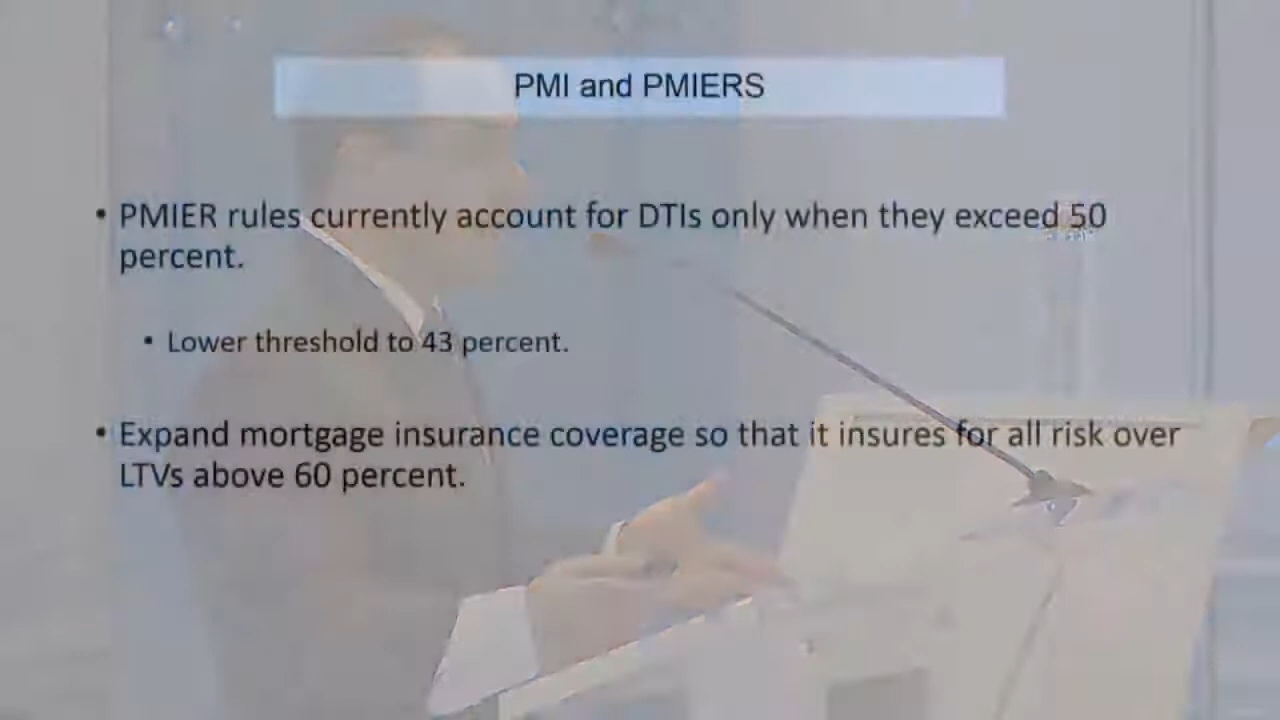 PMI and PMIERS
• PMIER rules currently account for DTIs only when they exceed 50
percent.
• Lower threshold to 43 percent.
• Expand mortgage insurance coverage so that it insures for all risk over
LTVs above 60 percent.